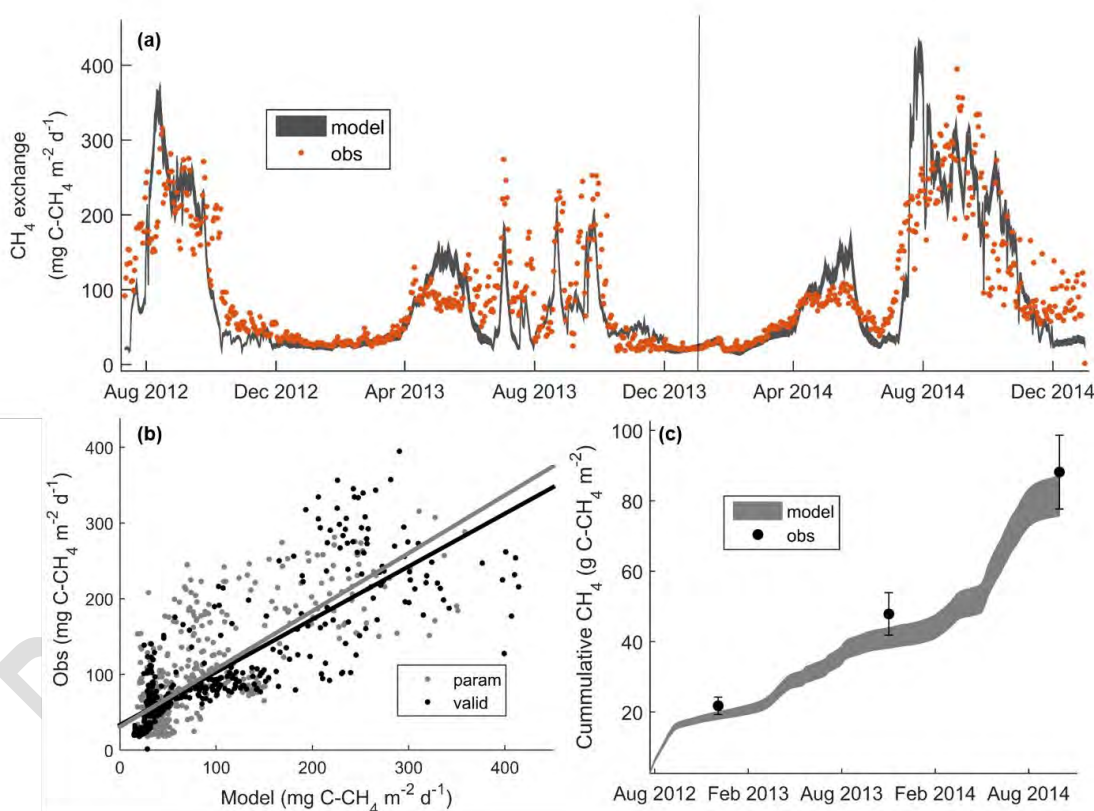 (a)
400
300
200
100
0
CH4 exchange
(mg C-CH4 m-2 d-1)
model
obs
Aug 2012 Dec 2012 Apr 2013 Aug 2013 Dec 2013 Apr 2014 Aug 2014 Dec 2014
(b)
400
300
200
100
0
Obs (mg C-CH4 m-2 d-1)
param
valid
0 100 200 300 400
Model (mg C-CH4 m-2 d-1)
(c)
100
80
60
40
20
Cummulative CH4 (g C-CH4 m-2)
model
obs
Aug 2012 Feb 2013 Aug 2013 Feb 2014 Aug 2014